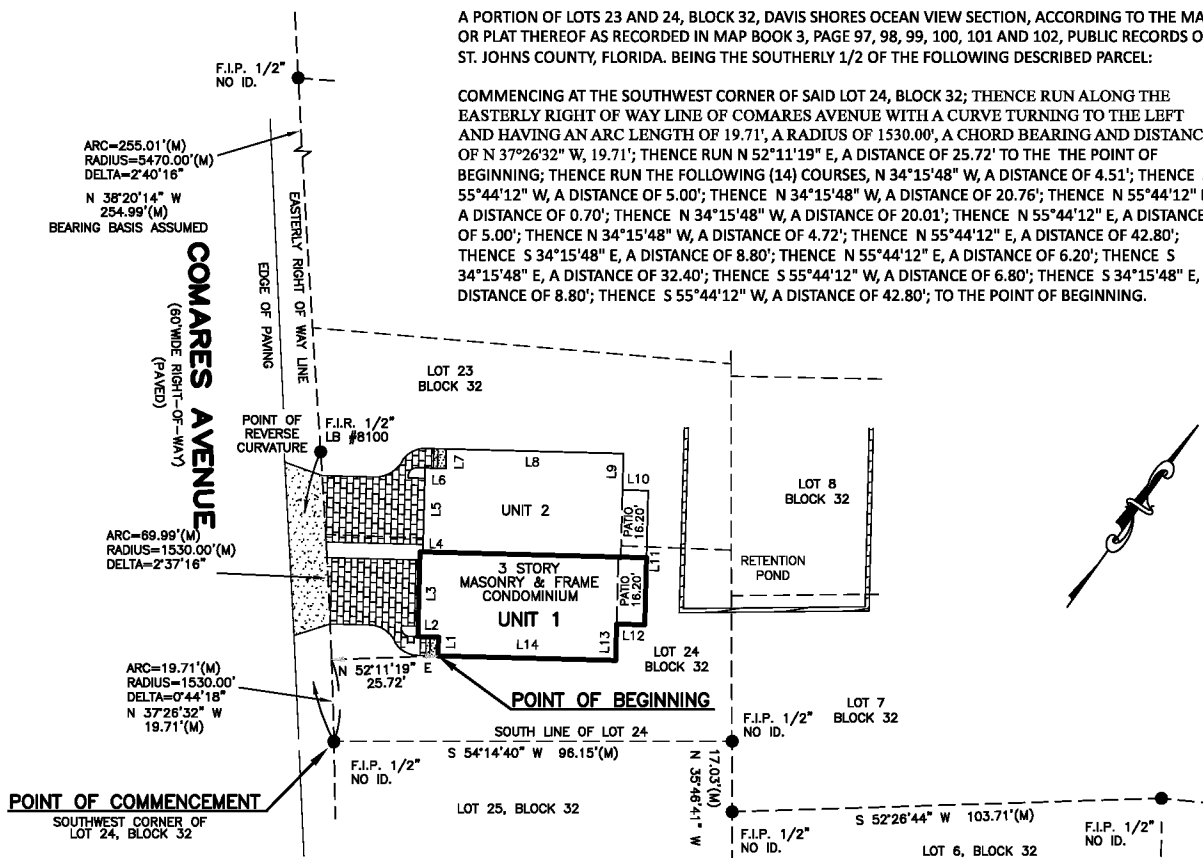 A PORTION OF LOTS 23 AND 24, BLOCK 32, DAVIS SHORES OCEAN VIEW SECTION, ACCORDING TO THE MA
OR PLAT THEREOF AS RECORDED IN MAP BOOK 3, PAGE 97, 98, 99, 100, 101 AND 102, PUBLIC RECORDS O
ST. JOHNS COUNTY, FLORIDA. BEING THE SOUTHERLY 1/2 OF THE FOLLOWING DESCRIBED PARCEL:
COMMENCING AT THE SOUTHWEST CORNER OF SAID LOT 24, BLOCK 32; THENCE RUN ALONG THE
EASTERLY RIGHT OF WAY LINE OF COMARES AVENUE WITH A CURVE TURNING TO THE LEFT
AND HAVING AN ARC LENGTH OF 19.71', A RADIUS OF 1530.00', A CHORD BEARING AND DISTANC
OF N 37°26'32" W, 19.71'; THENCE RUN N 52°11'19" E, A DISTANCE OF 25.72' TO THE THE POINT OF
BEGINNING; THENCE RUN THE FOLLOWING (14) COURSES, N 34°15'48" W, A DISTANCE OF 4.51'; THENCE
55°44'12" W, A DISTANCE OF 5.00'; THENCE N 34°15'48" W, A DISTANCE OF 20.76'; THENCE N 55°44'12"
A DISTANCE OF 0.70'; THENCE N 34°15'48" W, A DISTANCE OF 20.01'; THENCE N 55°44'12" E, A DISTANCE
OF 5.00'; THENCE N 34°15'48" W, A DISTANCE OF 4.72'; THENCE N 55°44'12" E, A DISTANCE OF 42.80';
THENCE S 34°15'48" E, A DISTANCE OF 8.80'; THENCE N 55°44'12" E, A DISTANCE OF 6.20'; THENCE S
34°15'48" E, A DISTANCE OF 32.40'; THENCE S 55°44'12" W, A DISTANCE OF 6.80'; THENCE S 34°15'48" E,
DISTANCE OF 8.80'; THENCE S 55°44'12" W, A DISTANCE OF 42.80'; TO THE POINT OF BEGINNING.
F.I.P. 1/2"
NO ID.
ARC=255.01'(M)
RADIUS=5470.00'(M)
DELTA=2°40'16"
N 38°20'14" W
254.99'(M)
BEARING BASIS ASSUMED
COMARES AVENUE
(60'WIDE RIGHT-OF-WAY)
(PAVED)
EDGE OF PAVING
EASTERLY RIGHT OF WAY LINE
LOT 23
BLOCK 32
POINT OF
REVERSE
CURVATURE
F.I.R. 1/2"
LB #8100
L7
L8
L9
L6
L10
L5
UNIT 2
PATIO
16.20'
L4
L11
LOT 8
BLOCK 32
RETENTION
POND
ARC=69.99'(M)
RADIUS=1530.00'(M)
DELTA=2°37'16"
3 STORY
MASONRY & FRAME
CONDOMINIUM
UNIT 1
PATIO
16.20'
L3
L2
L1
L14
L13
L12
LOT 24
BLOCK 32
N 52°11'19" E
25.72'
ARC=19.71'(M)
RADIUS=1530.00'
DELTA=0°44'18"
N 37°26'32" W
19.71'(M)
POINT OF BEGINNING
LOT 7
BLOCK 32
F.I.P. 1/2"
NO ID.
SOUTH LINE OF LOT 24
S 54°14'40" W 96.15'(M)
F.I.P. 1/2"
NO ID.
17.03'(M)
N 35°46'41" W
POINT OF COMMENCEMENT
SOUTHWEST CORNER OF
LOT 24, BLOCK 32
LOT 25, BLOCK 32
S 52°26'44" W 103.71'(M)
F.I.P. 1/2"
NO ID.
F.I.P. 1/2"
NO ID.
LOT 6, BLOCK 32